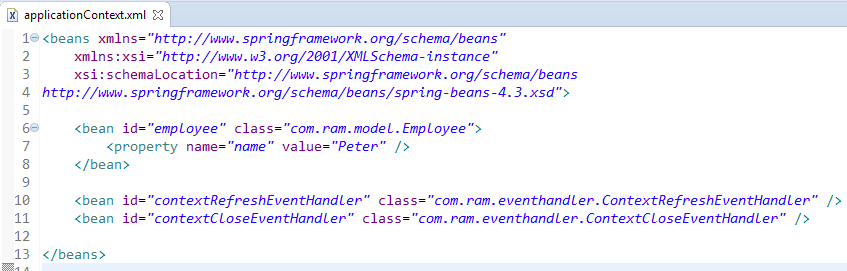 applicationContext.xml
1 <beans xmlns="http://www.springframework.org/schema/beans"
2     xmlns:xsi="http://www.w3.org/2001/XMLSchema-instance"
3     xsi:schemaLocation="http://www.springframework.org/schema/beans
4 http://www.springframework.org/schema/beans/spring-beans-4.3.xsd">
5
6     <bean id="employee" class="com.ram.model.Employee">
7         <property name="name" value="Peter" />
8     </bean>
9
10     <bean id="contextRefreshEventHandler" class="com.ram.eventhandler.ContextRefreshEventHandler" />
11     <bean id="contextCloseEventHandler" class="com.ram.eventhandler.ContextCloseEventHandler" />
12
13 </beans>
14